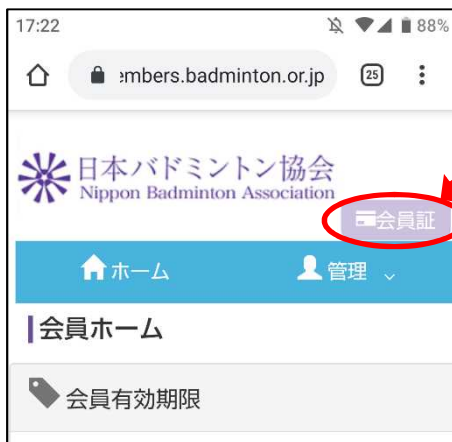 17:22 88%
embers.badminton.or.jp 25
日本バドミントン協会
Nippon Badminton Association
会員証
ホーム 管理
会員ホーム
会員有効期限